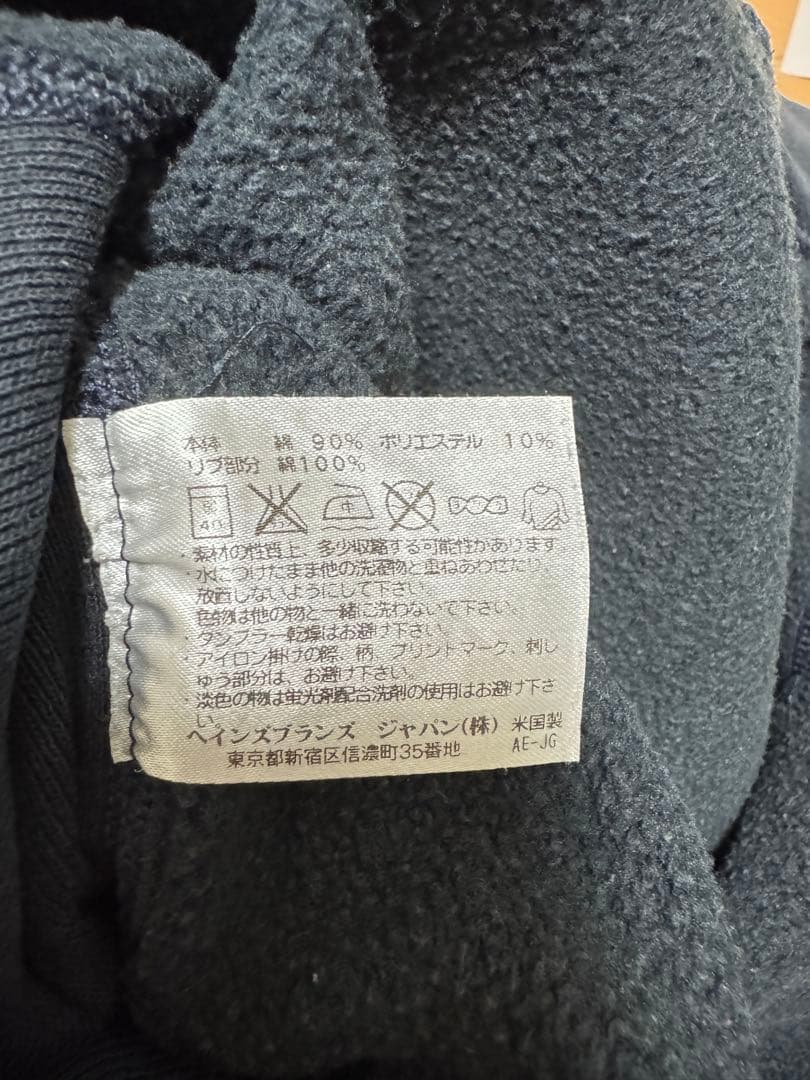 本体 綿 90% ポリエステル 10%
リブ部分 綿100%
40 中
・素材の性質上、多少収縮する可能性があります
・水につけたまま他の洗濯物と重ねあわせたり、
放置しないようにして下さい。
色物は他の物と一緒に洗わないで下さい。
・タンブラー乾燥はお避け下さい。
・アイロン掛けの際、柄、プリントマーク、刺し
ゅう部分は、お避け下さい。
・淡色の物は蛍光剤配合洗剤の使用はお避け下さ
い。
ヘインズブランズ ジャパン(株) 米国製
東京都新宿区信濃町35番地 AE-JG